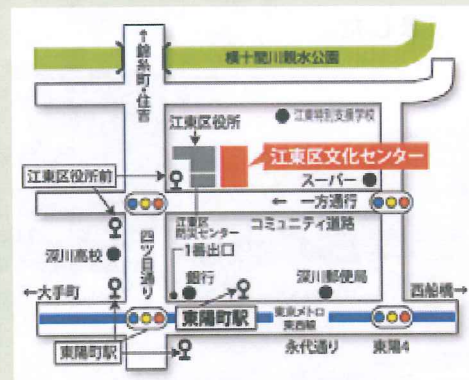 ↑錦糸町・住吉
横十間川親水公園
江東区役所
江東特別支援学校
江東区文化センター
江東区役所前
スーパー
← 一方通行
江東区
防災センター
コミュニティ道路
四ツ目通り
1番出口
深川高校
銀行
深川郵便局
←大手町
西船橋→
東陽町駅
東京メトロ
東西線
東陽町駅
永代通り
東陽4